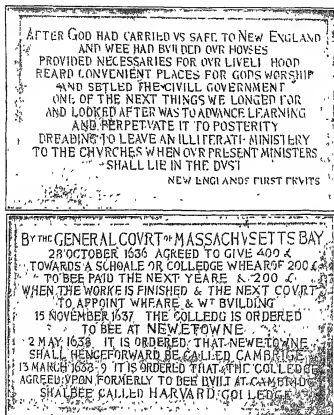 AFTER GOD HAD CARRIED VS SAFE TO NEW ENGLAND
AND WEE HAD BVILDED OVR HOVSES
PROVIDED NECESSARIES FOR OVR LIVELI HOOD
REARD CONVENIENT PLACES FOR GODS WORSHIP
AND SETLED THE CIVILL GOVERNMENT
ONE OF THE NEXT THINGS WE LONGED FOR
AND LOOKED AFTER WAS TO ADVANCE LEARNING
AND PERPETVATE IT TO POSTERITY
DREADING TO LEAVE AN ILLITERATE MINISTERY
TO THE CHVRCHES WHEN OVR PRESENT MINISTERS
SHALL LIE IN THE DVST
NEW ENGLANDS FIRST FRVITS
BY THE GENERAL COVRT OF MASSACHVSETTS BAY
28 OCTOBER 1636 AGREED TO GIVE 400 £
TOWARDS A SCHOALE OR COLLEDGE WHEAROF 200 £
TO BEE PAID THE NEXT YEARE & 200 £
WHEN THE WORKE IS FINISHED & THE NEXT COVRT
TO APPOINT WHEARE & WT BVILDING
15 NOVEMBER 1637 THE COLLEDG IS ORDERED
TO BEE AT NEWETOWNE
2 MAY 1638 IT IS ORDERED THAT NEWETOWNE
SHALL HENCEFORWARD BE CALLED CAMBRIGE
13 MARCH 1638-9 IT IS ORDERED THAT THE COLLEDGE
AGREED VPON FORMERLY TO BEE BVILT AT CAMBRIDG
SHALBEE CALLED HARVARD COLLEDGE